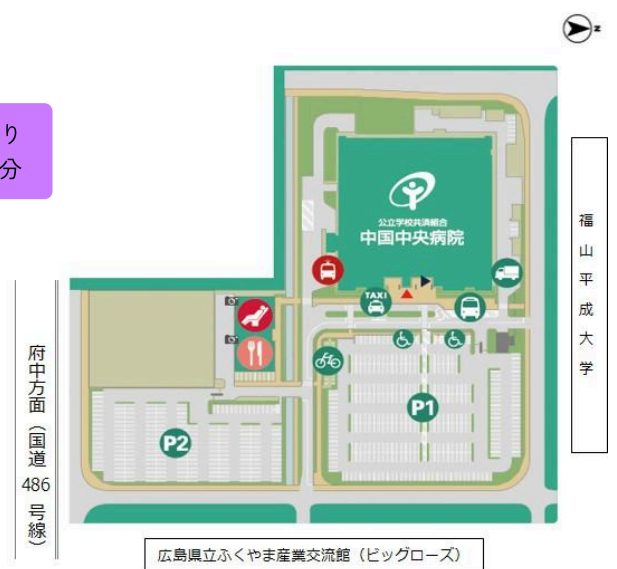 N
り
分
公立学校共済組合
中国中央病院
TAXI
福山平成大学
P1
P2
府中方面（国道486号線）
広島県立ふくやま産業交流館（ビッグローズ）